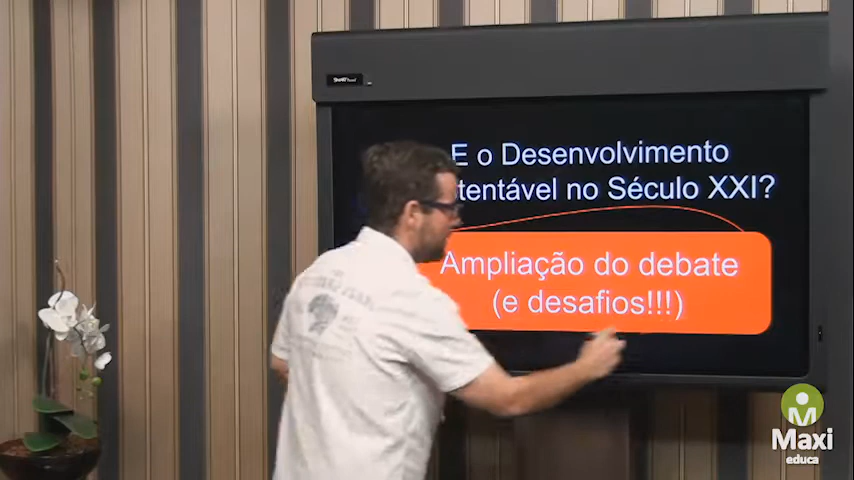 E o Desenvolvimento
tentável no Século XXI?
Ampliação do debate
(e desafios!!!)
Maxi
educa